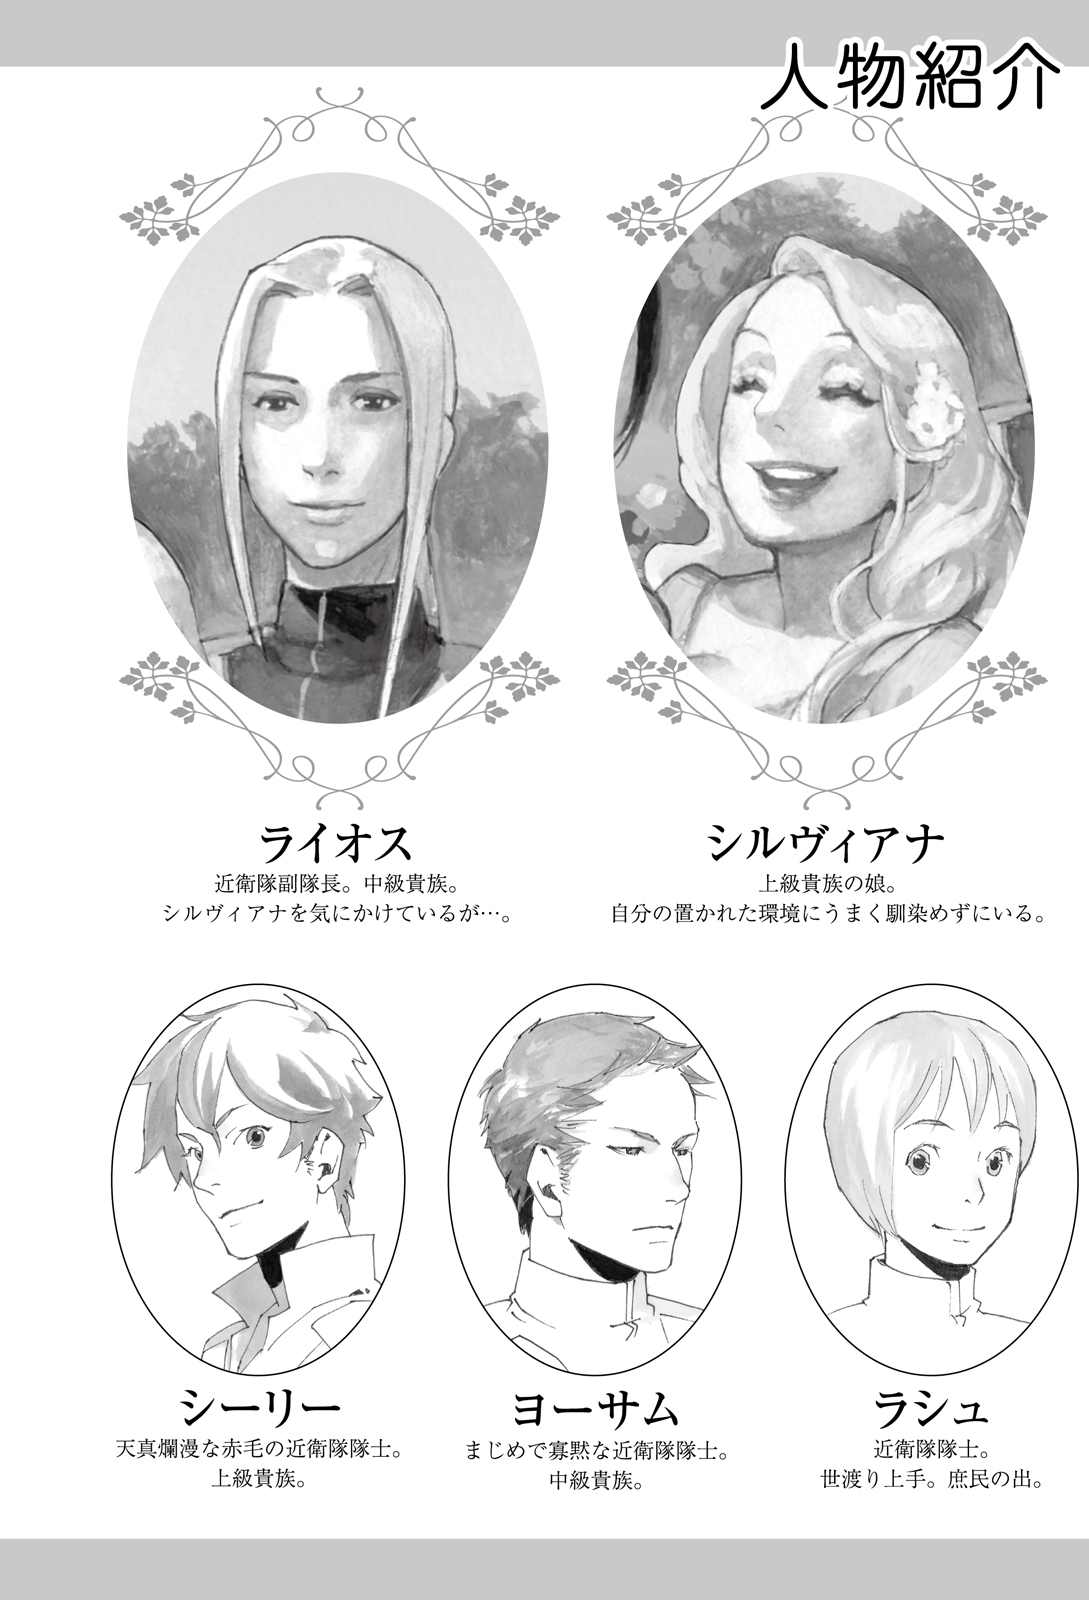 人物紹介
ライオス
近衛隊副隊長。中級貴族。
シルヴィアナを気にかけているが…。
シルヴィアナ
上級貴族の娘。
自分の置かれた環境にうまく馴染めずにいる。
シーリー
天真爛漫な赤毛の近衛隊隊士。
上級貴族。
ヨーサム
まじめで寡黙な近衛隊隊士。
中級貴族。
ラシュ
近衛隊隊士。
世渡り上手。庶民の出。